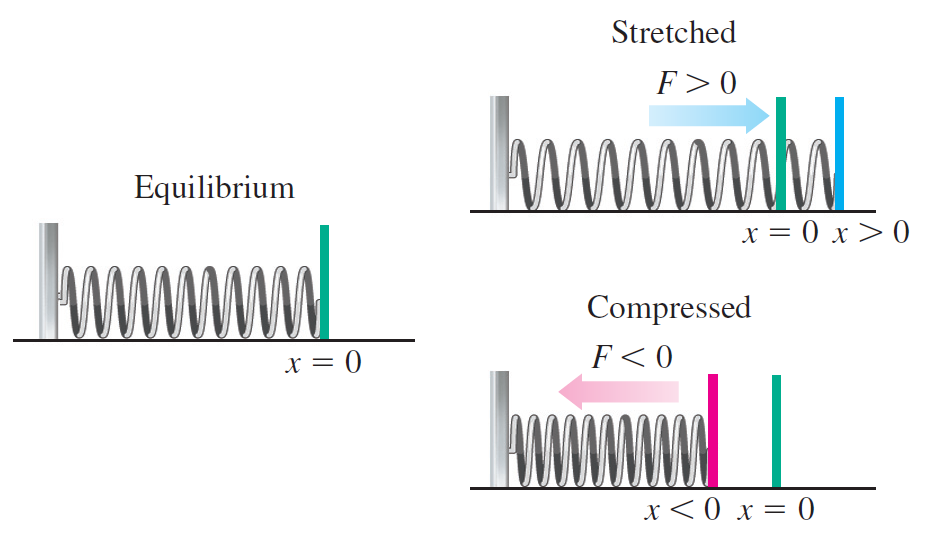 Equilibrium
x = 0
Stretched
F > 0
x = 0 x > 0
Compressed
F < 0
x < 0 x = 0